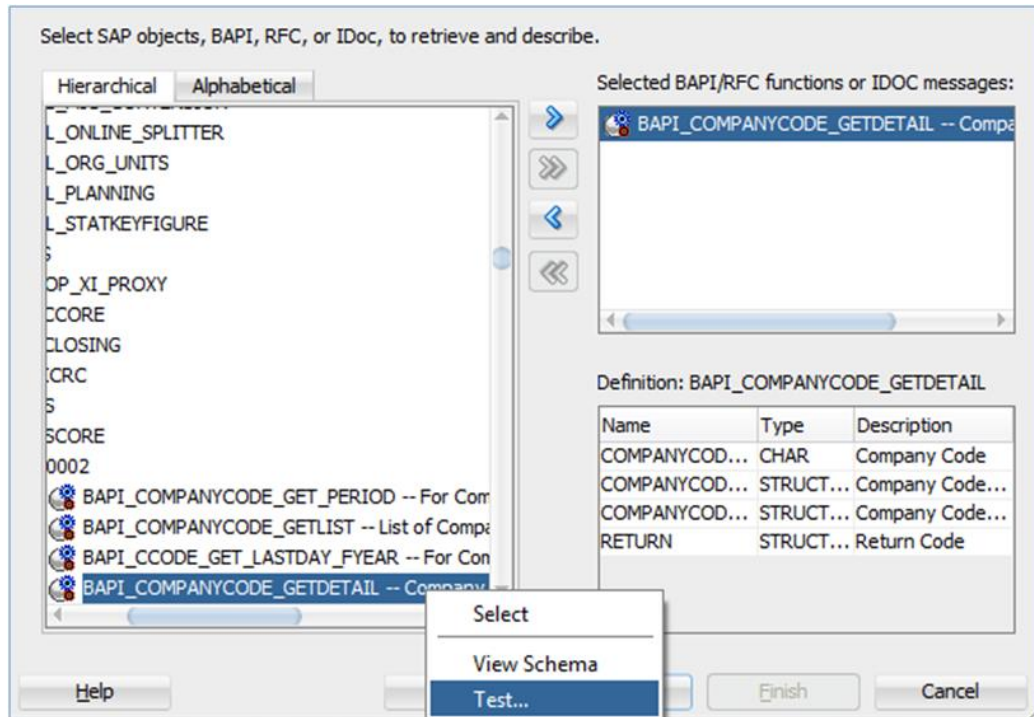 Select SAP objects, BAPI, RFC, or IDoc, to retrieve and describe.
Hierarchical
Alphabetical
L_ONLINE_SPLITTER
L_ORG_UNITS
L_PLANNING
L_STATKEYFIGURE
S
OP_XI_PROXY
CCORE
CLOSING
CRC
S
SCORE
0002
BAPI_COMPANYCODE_GET_PERIOD -- For Com
BAPI_COMPANYCODE_GETLIST -- List of Compa
BAPI_CCODE_GET_LASTDAY_FYEAR -- For Com
BAPI_COMPANYCODE_GETDETAIL -- Company
Selected BAPI/RFC functions or IDOC messages:
BAPI_COMPANYCODE_GETDETAIL -- Compa
Definition: BAPI_COMPANYCODE_GETDETAIL
Name Type Description
COMPANYCOD... CHAR Company Code
COMPANYCOD... STRUCT... Company Code...
COMPANYCOD... STRUCT... Company Code...
RETURN STRUCT... Return Code
Select
View Schema
Test...
Help
Finish
Cancel